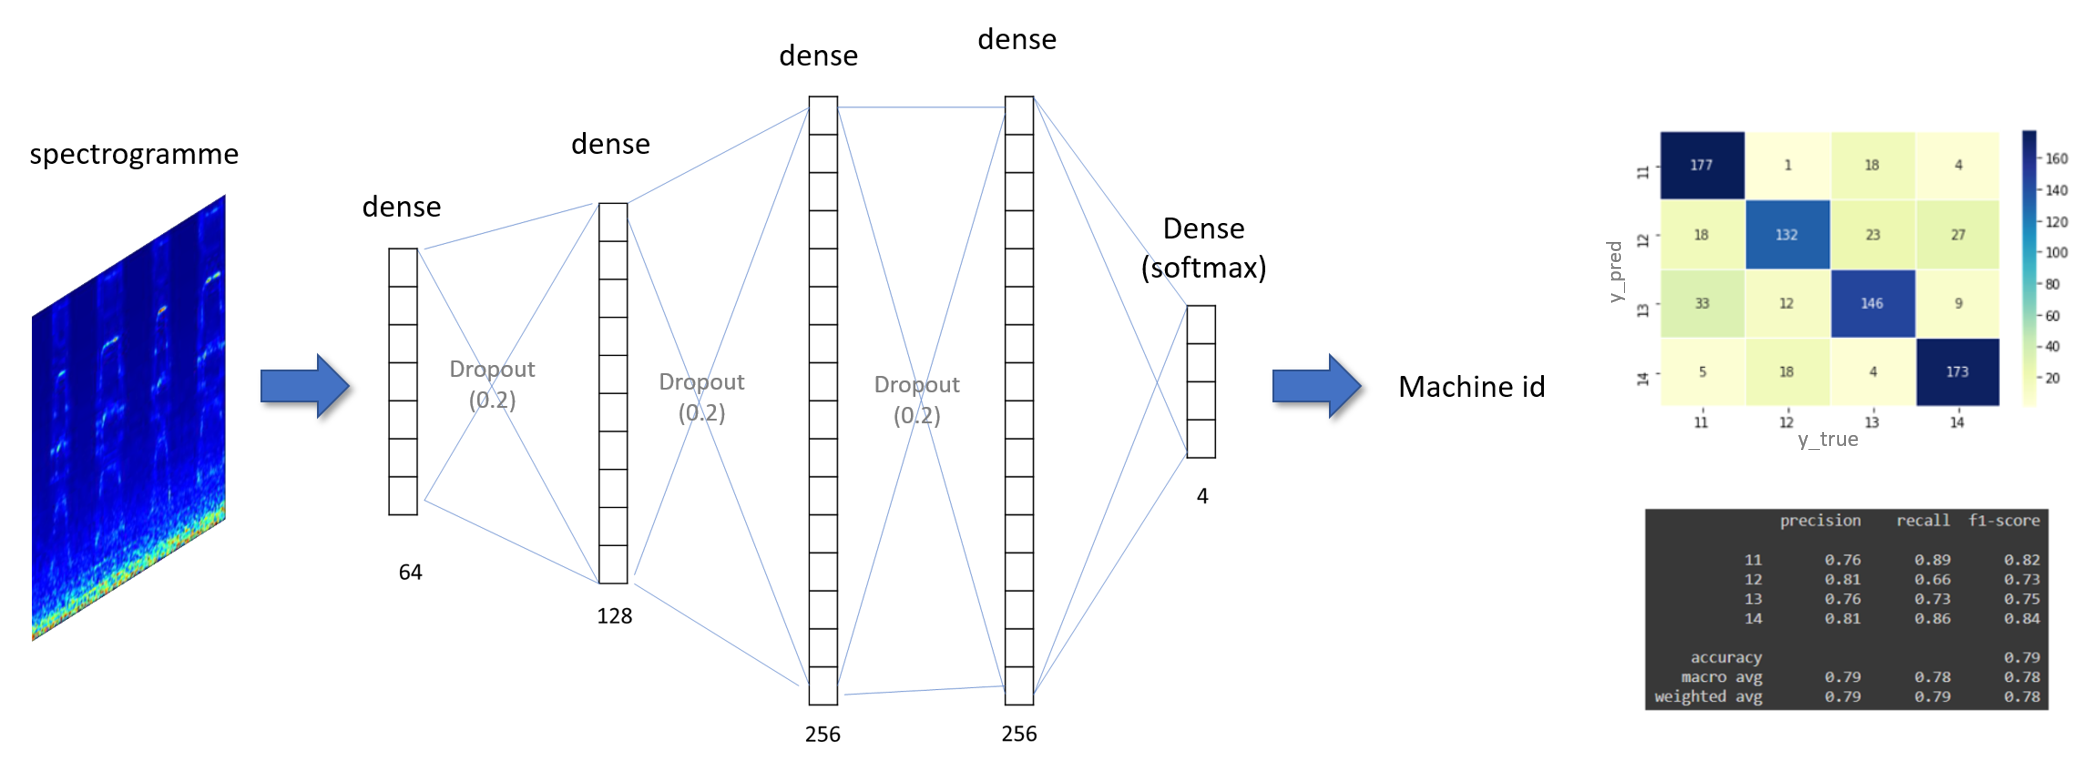 spectrogramme
dense
64
Dropout
(0.2)
dense
128
Dropout
(0.2)
dense
256
Dropout
(0.2)
dense
256
Dense
(softmax)
4
Machine id
y_pred
11 177 1 18 4
12 18 132 23 27
13 33 12 146 9
14 5 18 4 173
11 12 13 14
y_true
160
140
120
100
80
60
40
20
precision recall f1-score
11 0.76 0.89 0.82
12 0.81 0.66 0.73
13 0.76 0.73 0.75
14 0.81 0.86 0.84
accuracy 0.79
macro avg 0.79 0.78 0.78
weighted avg 0.79 0.79 0.78